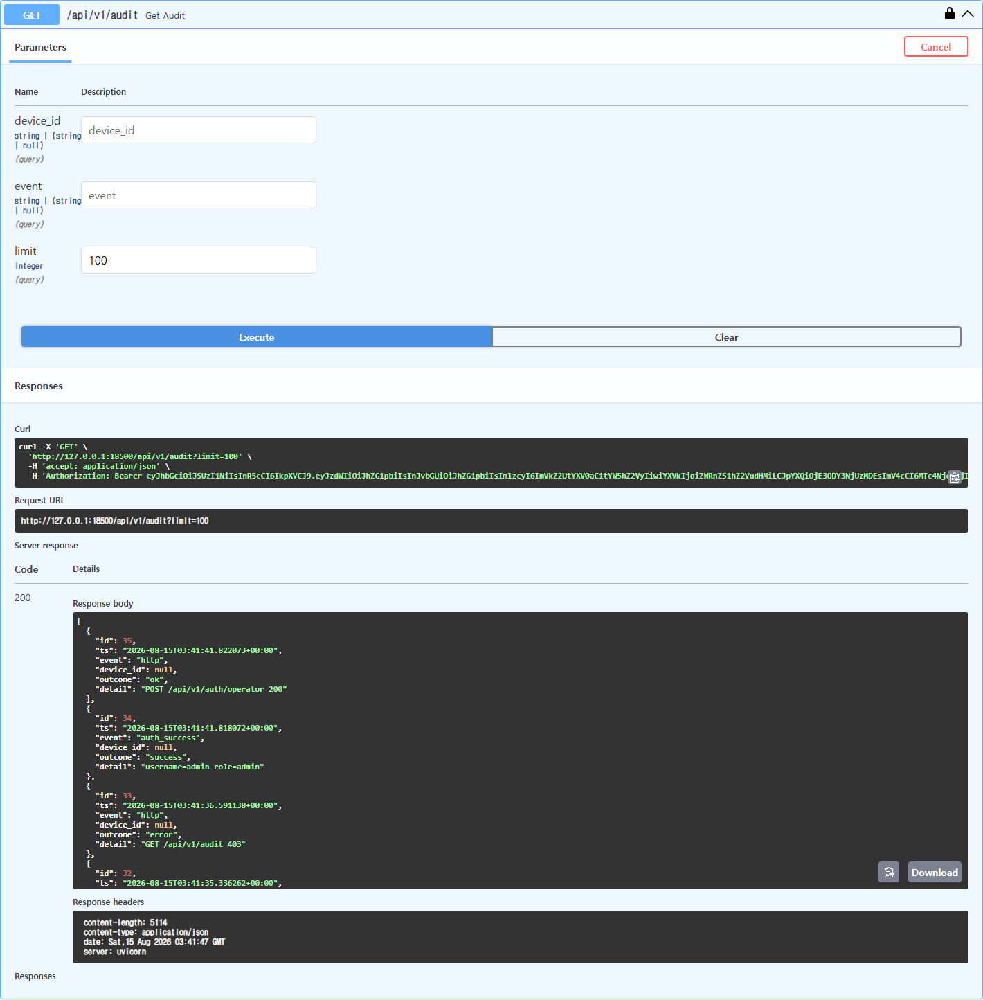 GET /api/v1/audit Get Audit
Parameters
Cancel
Name Description
device_id
string | (string
| null)
(query)
device_id
event
string | (string
| null)
(query)
event
limit
integer
(query)
100
Execute
Clear
Responses
Curl
curl -X 'GET' \
'http://127.0.0.1:18500/api/v1/audit?limit=100' \
-H 'accept: application/json' \
-H 'Authorization: Bearer
Request URL
http://127.0.0.1:18500/api/v1/audit?limit=100
Server response
Code Details
200
Response body
[
{
"id": 35,
"ts": "2026-08-15T03:41:41.822073+00:00",
"event": "http",
"device_id": null,
"outcome": "ok",
"detail": "POST /api/v1/auth/operator 200"
},
{
"id": 34,
"ts": "2026-08-15T03:41:41.818072+00:00",
"event": "auth_success",
"device_id": null,
"outcome": "success",
"detail": "username=admin role=admin"
},
{
"id": 33,
"ts": "2026-08-15T03:41:36.591138+00:00",
"event": "http",
"device_id": null,
"outcome": "error",
"detail": "GET /api/v1/audit 403"
},
{
"id": 32,
"ts": "2026-08-15T03:41:35.336262+00:00",
Download
Response headers
content-length: 5114
content-type: application/json
date: Sat,15 Aug 2026 03:41:47 GMT
server: uvicorn
Responses